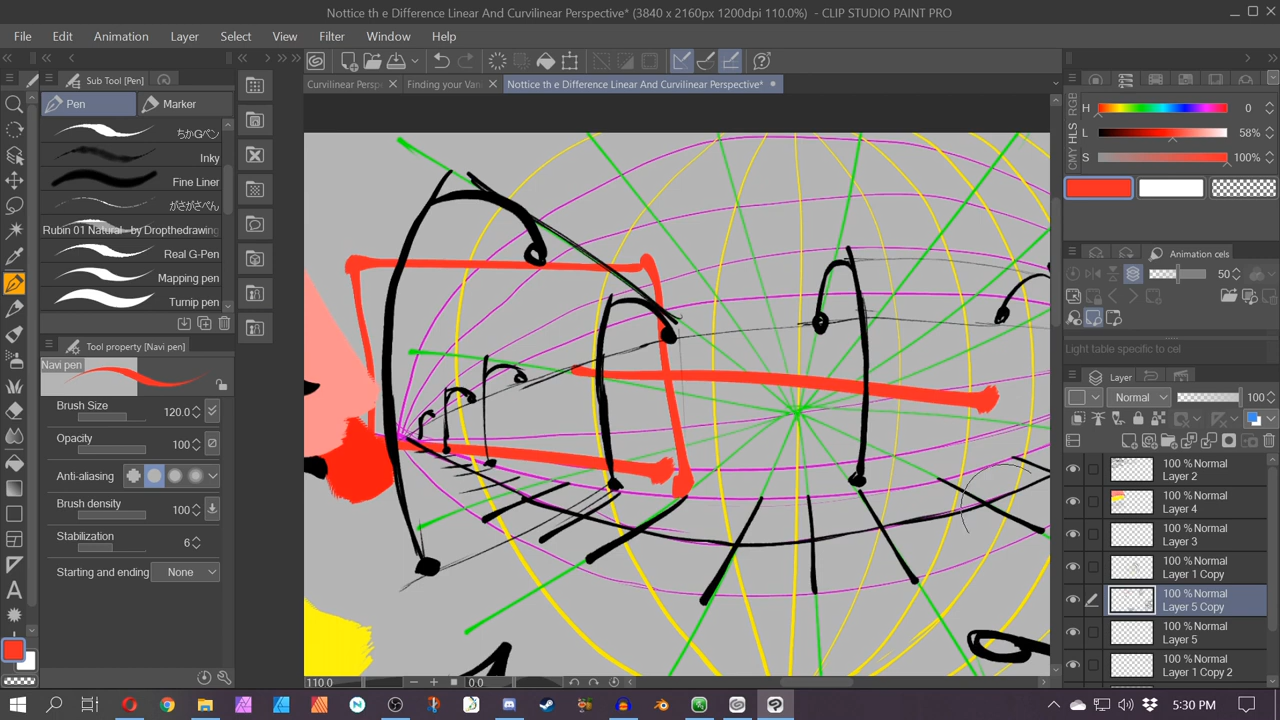 Nottice th e Difference Linear And Curvilinear Perspective* (3840 x 2160px 1200dpi 110.0%) - CLIP STUDIO PAINT PRO
File Edit Animation Layer Select View Filter Window Help
Sub Tool [Pen]
Curvilinear Persp
Finding your Van
Nottice th e Difference Linear And Curvilinear Perspective*
Pen
Marker
ちかGペン
Inky
Fine Liner
がさがさぺん
Rubin 01 Natural - by Dropthedrawing
Real G-Pen
Mapping pen
Turnip pen
Tool property [Navi pen]
Navi pen
Brush Size 120.0
Opacity 100
Anti-aliasing
Brush density 100
Stabilization 6
Starting and ending None
110.0
0.0
CMY HLS RGB
H 0
L 58%
S 100%
Animation cels
50
Light table specific to cel
Layer
Normal 100
100 % Normal
Layer 2
100 % Normal
Layer 4
100 % Normal
Layer 3
100 % Normal
Layer 1 Copy
100 % Normal
Layer 5 Copy
100 % Normal
Layer 5
100 % Normal
Layer 1 Copy 2
5:30 PM